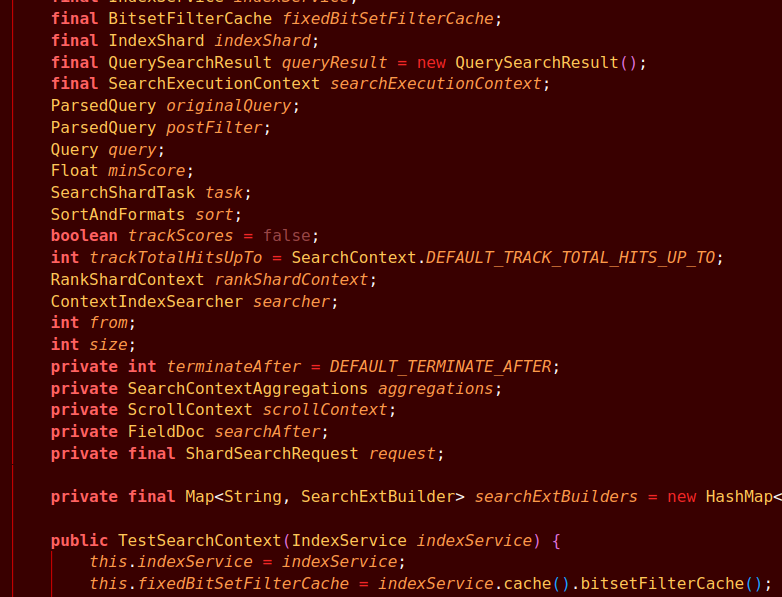 final IndexService indexService;
final BitsetFilterCache fixedBitSetFilterCache;
final IndexShard indexShard;
final QuerySearchResult queryResult = new QuerySearchResult();
final SearchExecutionContext searchExecutionContext;
ParsedQuery originalQuery;
ParsedQuery postFilter;
Query query;
Float minScore;
SearchShardTask task;
SortAndFormats sort;
boolean trackScores = false;
int trackTotalHitsUpTo = SearchContext.DEFAULT_TRACK_TOTAL_HITS_UP_TO;
RankShardContext rankShardContext;
ContextIndexSearcher searcher;
int from;
int size;
private int terminateAfter = DEFAULT_TERMINATE_AFTER;
private SearchContextAggregations aggregations;
private ScrollContext scrollContext;
private FieldDoc searchAfter;
private final ShardSearchRequest request;
private final Map<String, SearchExtBuilder> searchExtBuilders = new HashMap<
public TestSearchContext(IndexService indexService) {
this.indexService = indexService;
this.fixedBitSetFilterCache = indexService.cache().bitsetFilterCache();